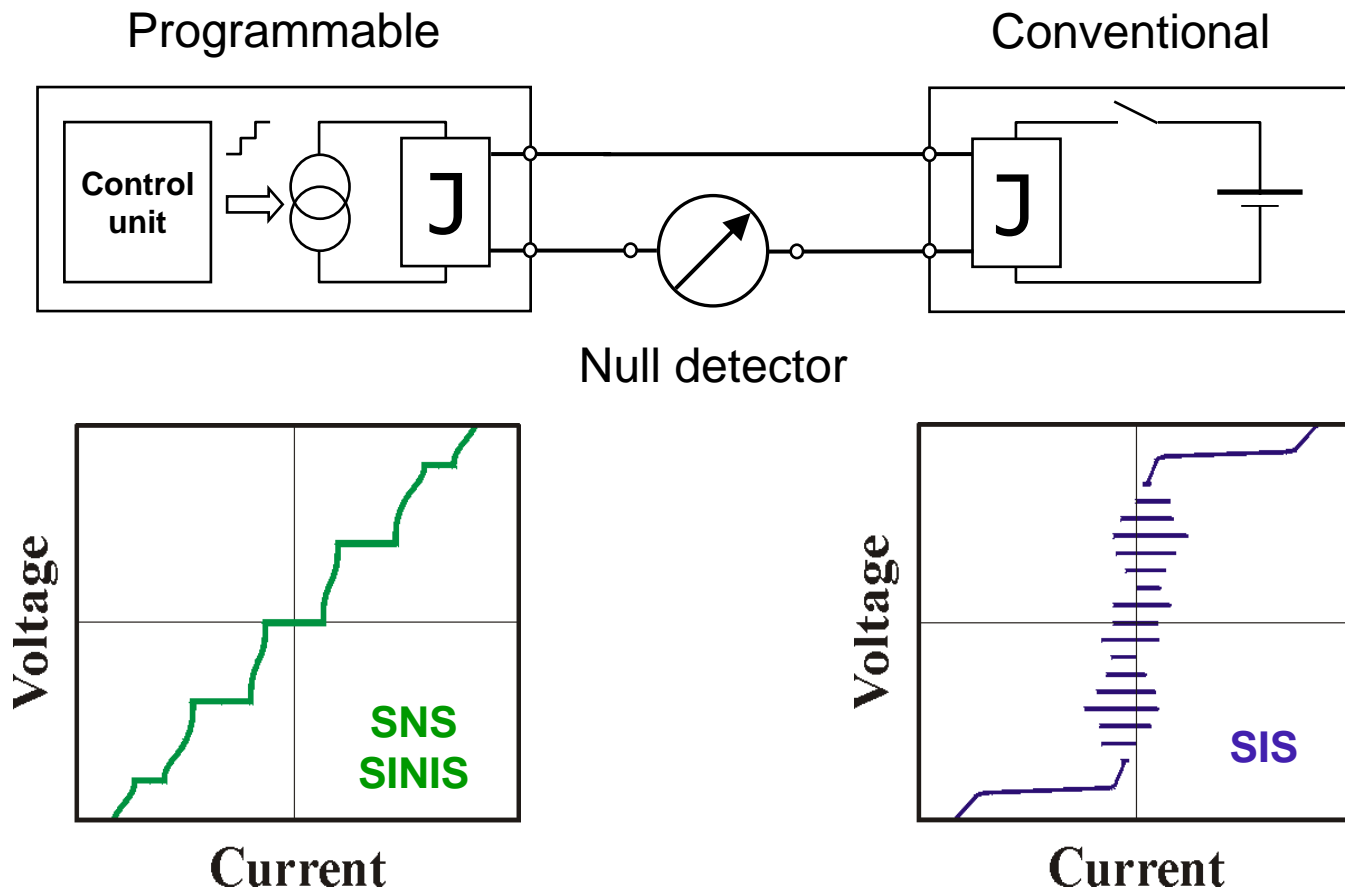 Programmable
Conventional
Control
unit
J
J
Null detector
Voltage
SNS
SINIS
Current
Voltage
SIS
Current